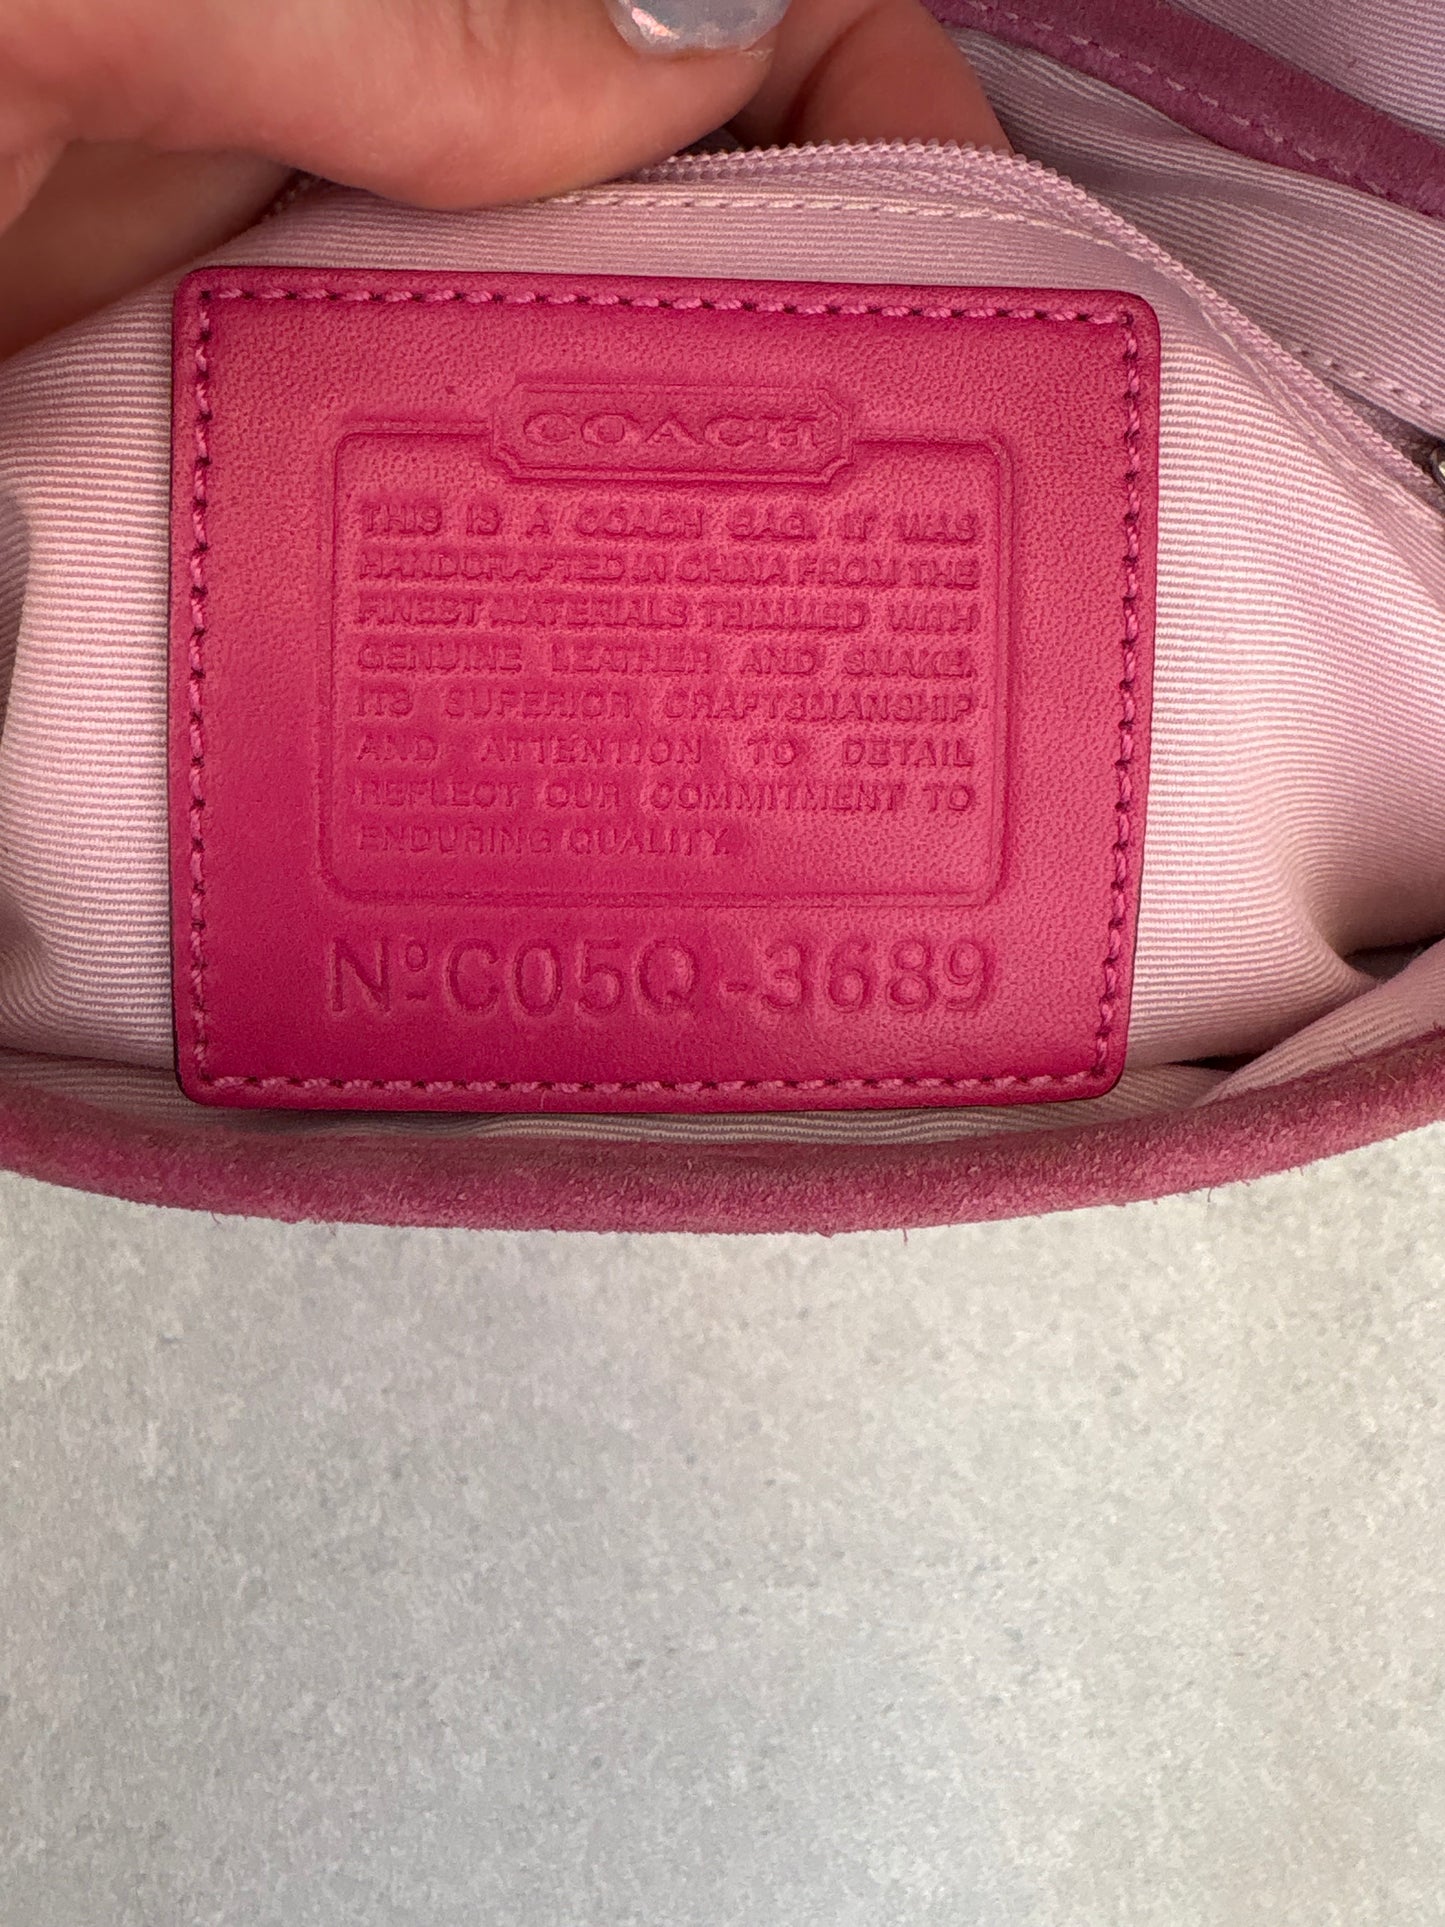 COACH
THIS IS A COACH BAG. IT WAS
HANDCRAFTED IN CHINA FROM THE
FINEST MATERIALS TRIMMED WITH
GENUINE LEATHER AND SNAKE.
ITS SUPERIOR CRAFTSMANSHIP
AND ATTENTION TO DETAIL
REFLECT OUR COMMITMENT TO
ENDURING QUALITY.
Nº C05Q-3689